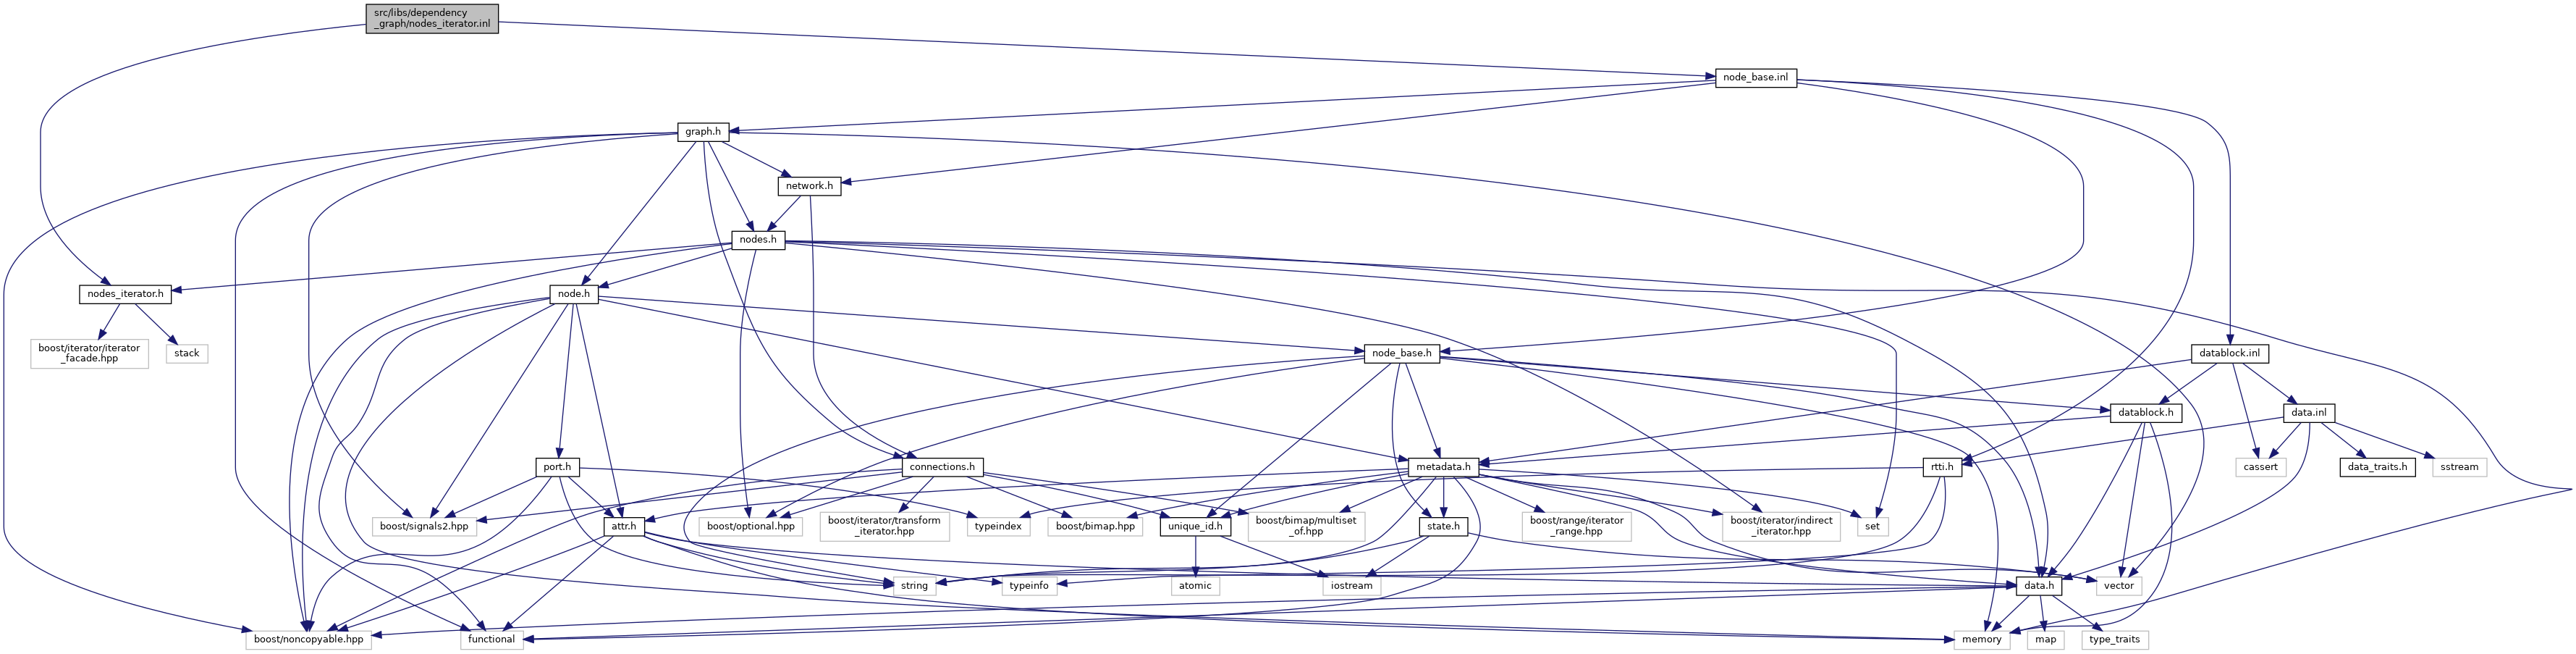 src/libs/dependency
_graph/nodes_iterator.inl
node_base.inl
graph.h
network.h
nodes.h
nodes_iterator.h
node.h
boost/iterator/iterator
_facade.hpp
stack
node_base.h
datablock.inl
datablock.h
data.inl
port.h
connections.h
metadata.h
rtti.h
cassert
data_traits.h
sstream
boost/signals2.hpp
attr.h
boost/optional.hpp
boost/iterator/transform
_iterator.hpp
typeindex
boost/bimap.hpp
unique_id.h
boost/bimap/multiset
_of.hpp
state.h
boost/range/iterator
_range.hpp
boost/iterator/indirect
_iterator.hpp
set
string
typeinfo
atomic
iostream
data.h
vector
boost/noncopyable.hpp
functional
memory
map
type_traits